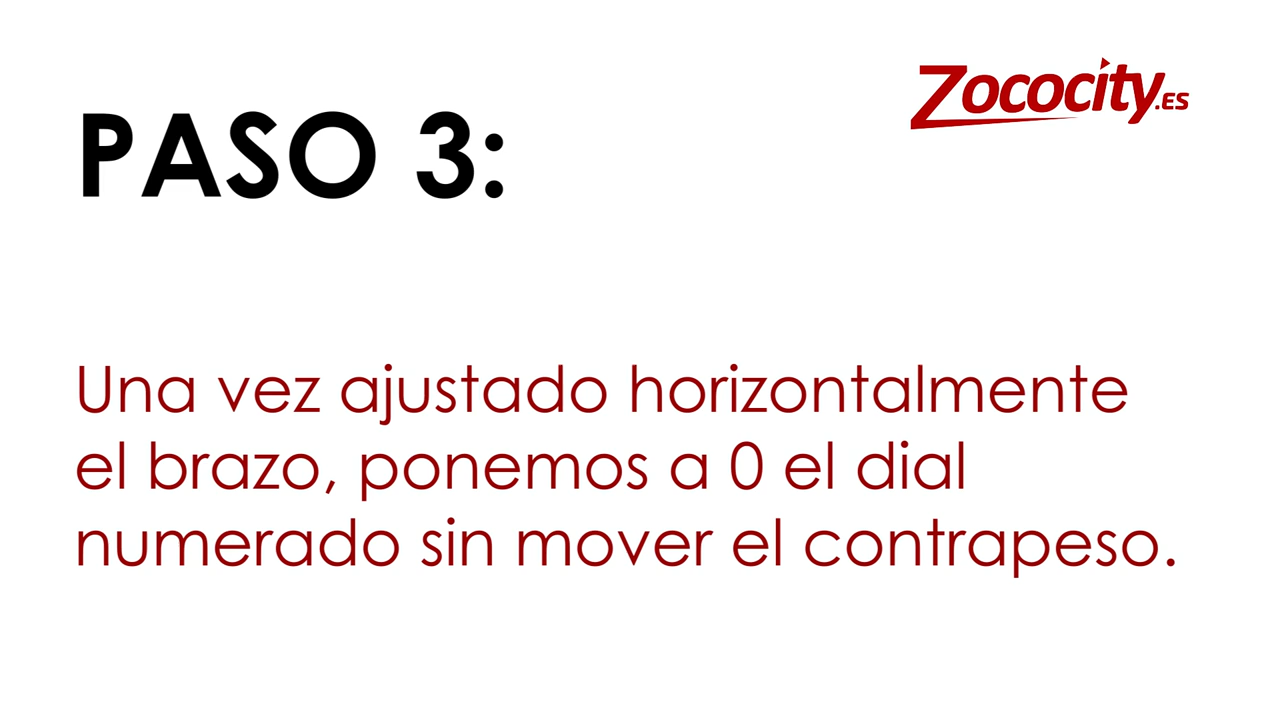 Zococity.ES
PASO 3:
Una vez ajustado horizontalmente
el brazo, ponemos a 0 el dial
numerado sin mover el contrapeso.